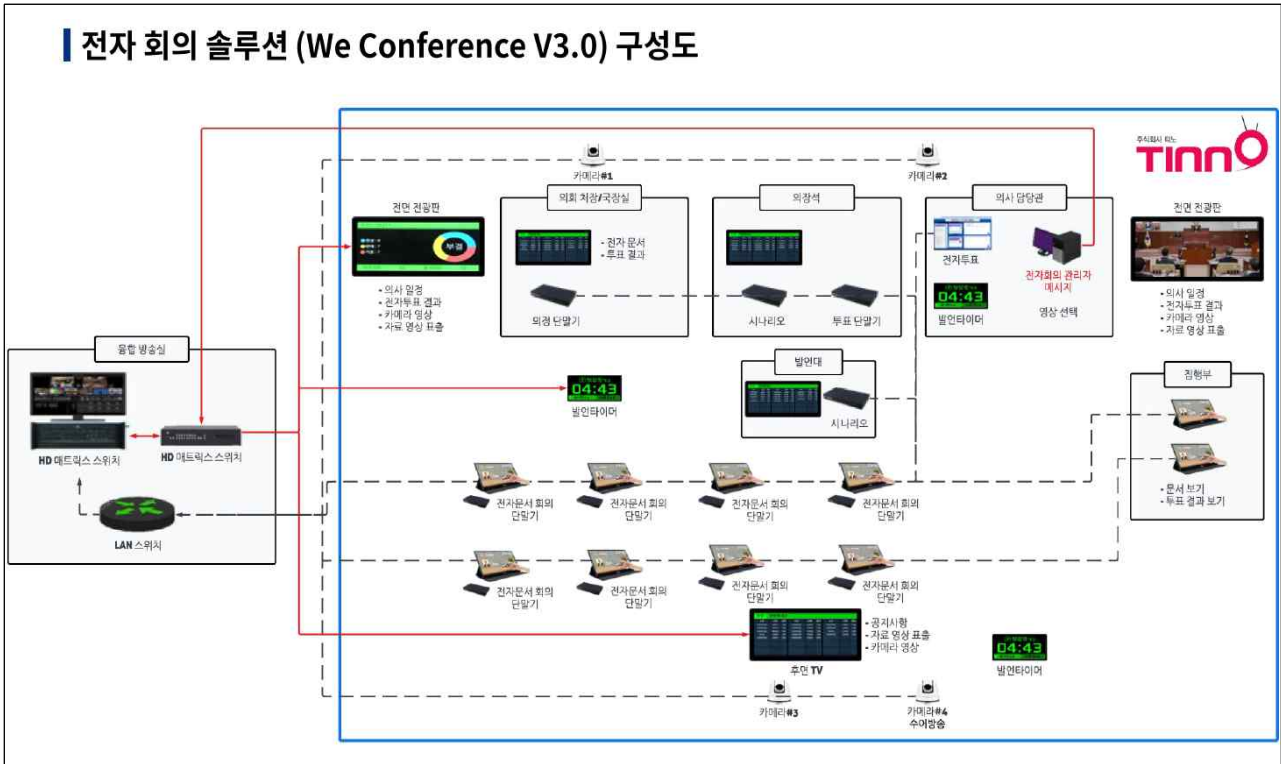 전자 회의 솔루션 (We Conference V3.0) 구성도
주식회사 티노
TINNO
카메라#1
카메라#2
전면 전광판
부결
- 의사 일정
- 전자투표 결과
- 카메라 영상
- 자료 영상 표출
의회 처장/국장실
- 전자 문서
- 투표 결과
의장석
시나리오
투표 단말기
의사 담당관
전자투표
04:43
발언타이머
전자회의 관리자
메시지
영상 선택
전면 전광판
- 의사 일정
- 전자투표 결과
- 카메라 영상
- 자료 영상 표출
융합 방송실
HD 매트릭스 스위치
HD 매트릭스 스위치
LAN 스위치
04:43
발언타이머
발언대
시나리오
집행부
- 문서 보기
- 투표 결과 보기
전자문서 회의
단말기
전자문서 회의
단말기
전자문서 회의
단말기
전자문서 회의
단말기
전자문서 회의
단말기
전자문서 회의
단말기
전자문서 회의
단말기
전자문서 회의
단말기
- 공지사항
- 자료 영상 표출
- 카메라 영상
후면 TV
04:43
발언타이머
카메라#3
카메라#4
수어방송